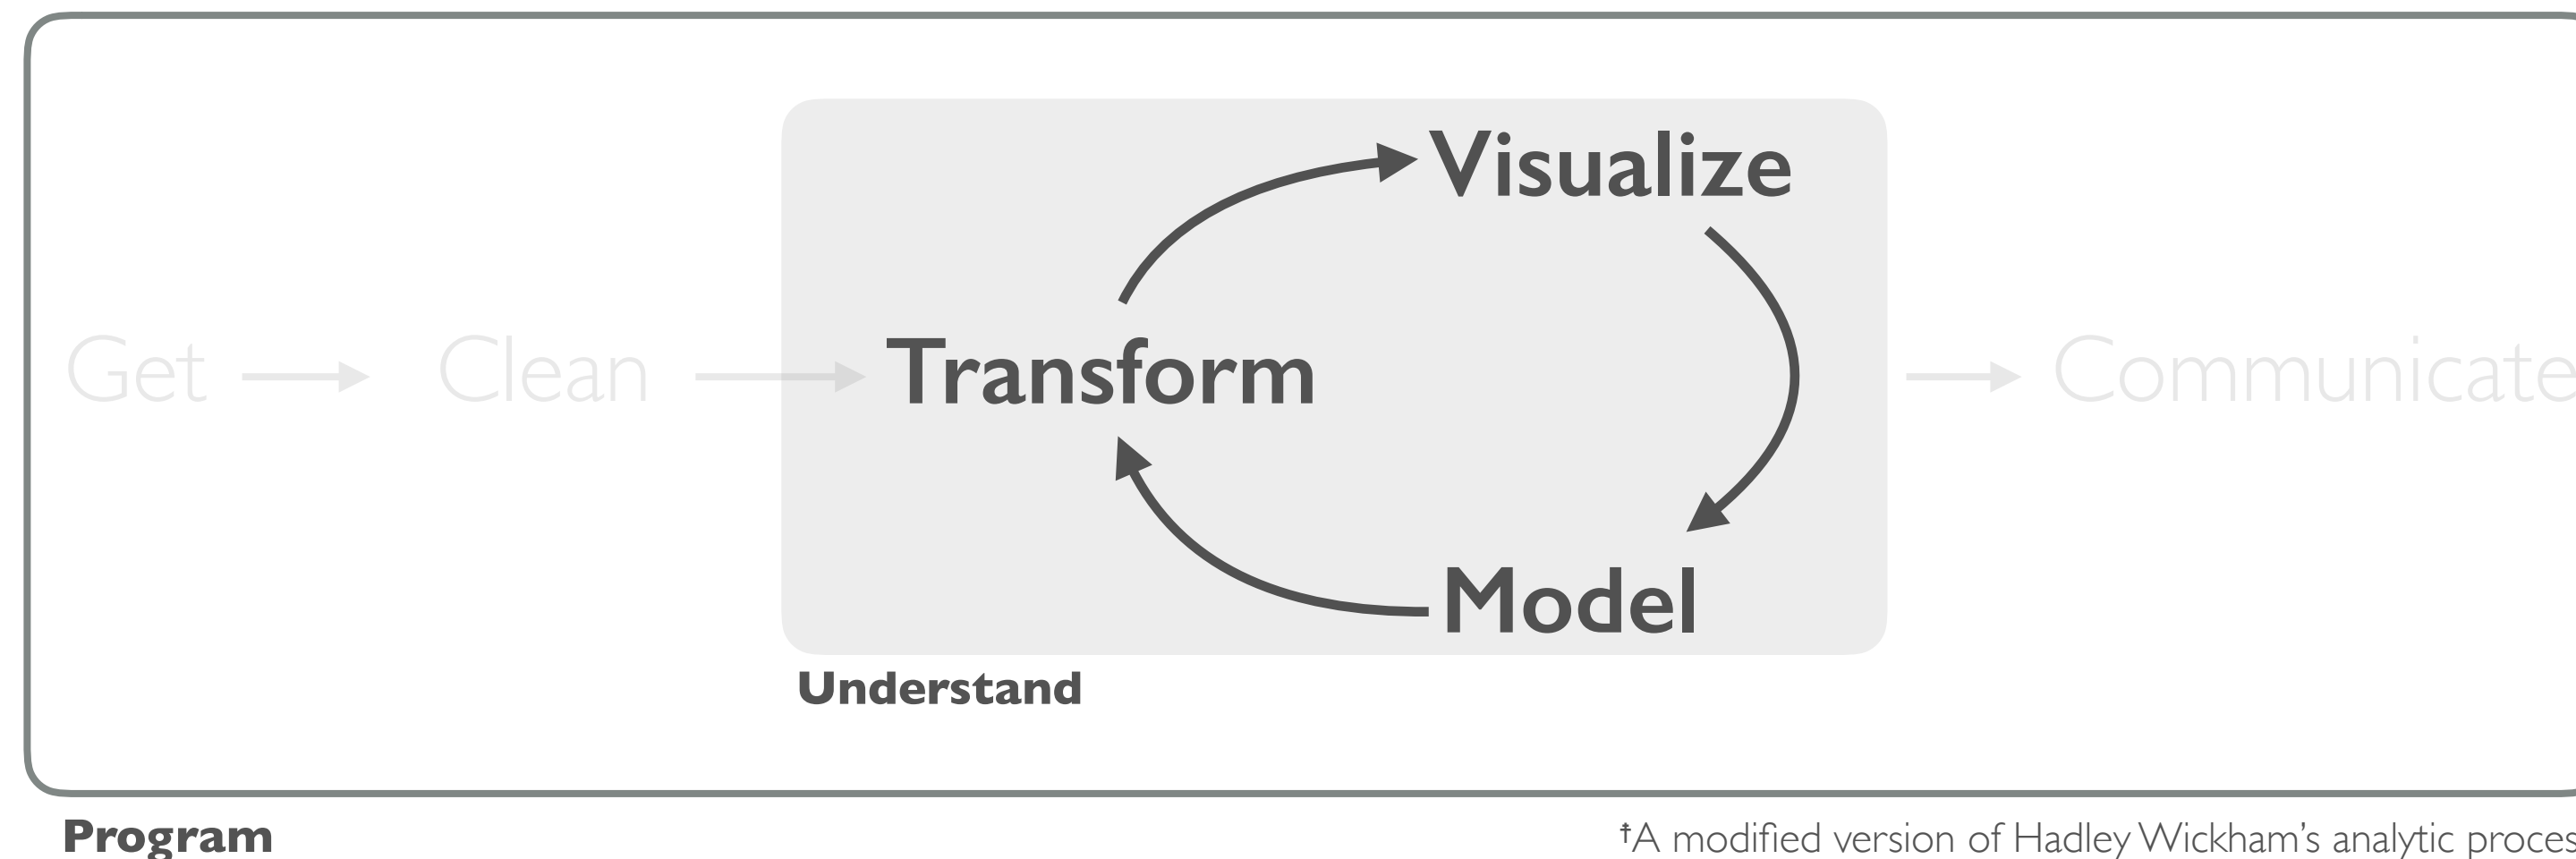 Visualize
Get Clean Transform Communicate
Model
Understand
Program
†A modified version of Hadley Wickham's analytic proces